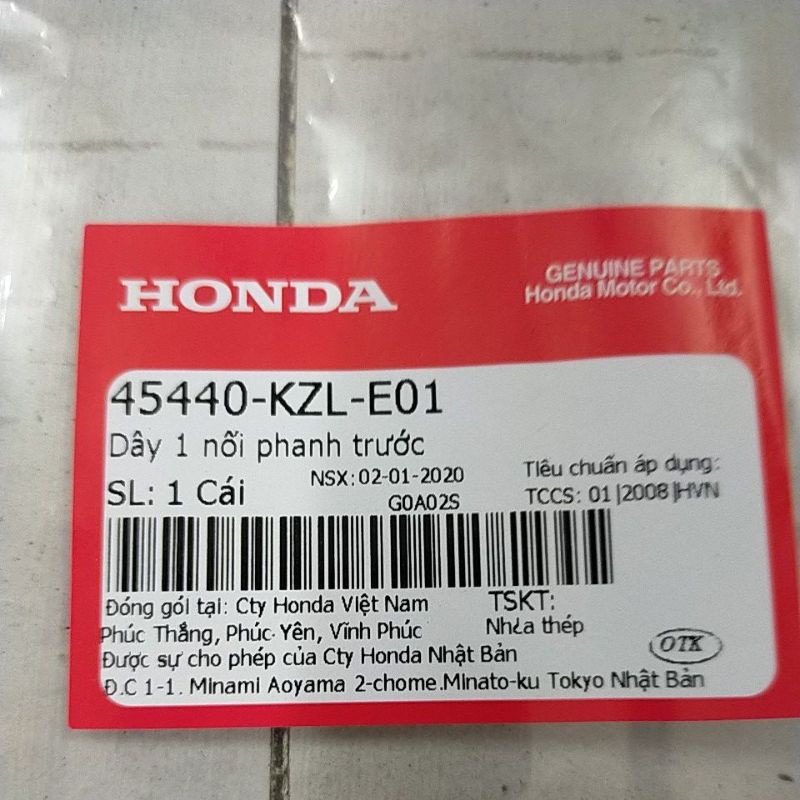 HONDA
GENUINE PARTS
Honda Motor Co., Ltd.
45440-KZL-E01
Dây 1 nối phanh trước
SL: 1 Cái
NSX: 02-01-2020
G0A02S
Tiêu chuẩn áp dụng:
TCCS: 01|2008|HVN
Đóng gói tại: Cty Honda Việt Nam
Phúc Thắng, Phúc Yên, Vĩnh Phúc
TSKT:
Nhựa thép
Được sự cho phép của Cty Honda Nhật Bản
Đ.C 1-1. Minami Aoyama 2-chome.Minato-ku Tokyo Nhật Bản
OTK